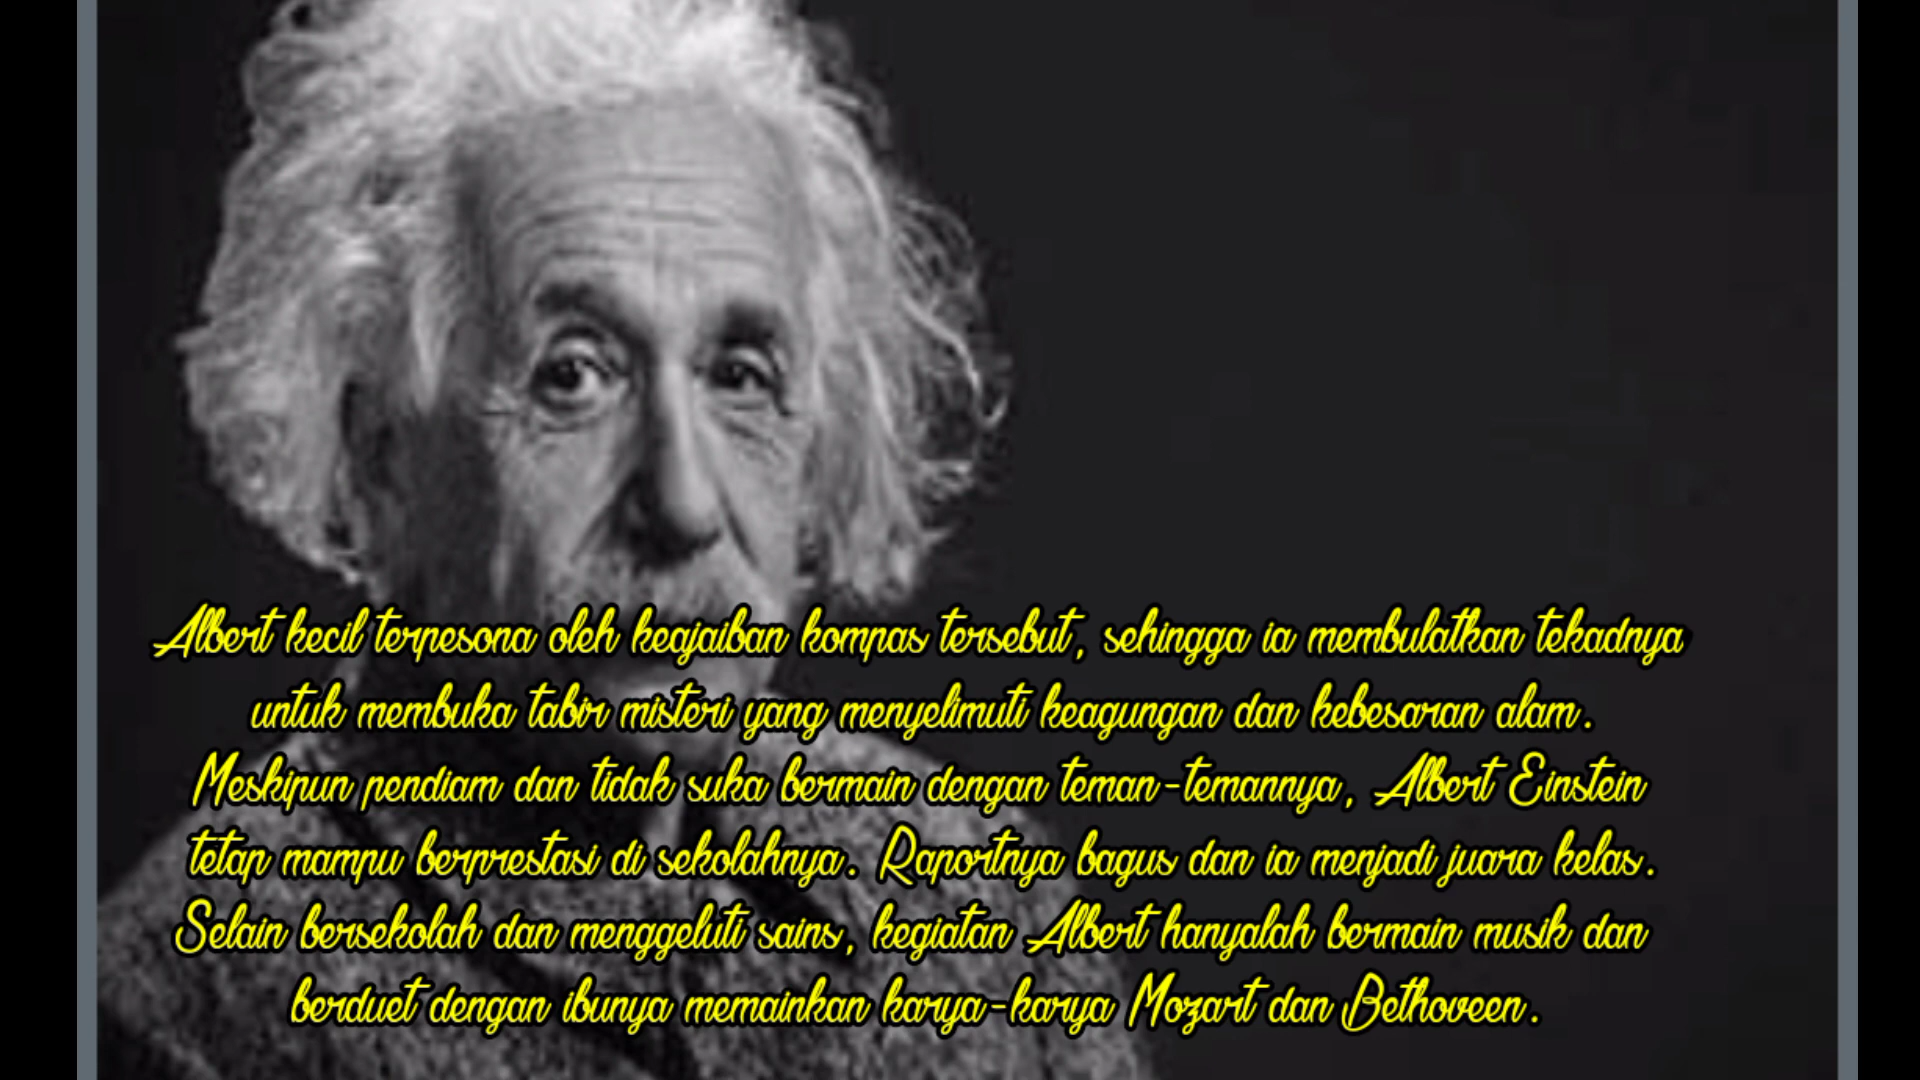 Albert kecil terpesona oleh keajaiban kompas tersebut, sehingga ia membulatkan tekadnya
untuk membuka tabir misteri yang menyelimuti keagungan dan kebesaran alam.
Meskipun pendiam dan tidak suka bermain dengan teman-temannya, Albert Einstein
tetap mampu berprestasi di sekolahnya. Raportnya bagus dan ia menjadi juara kelas.
Selain bersekolah dan menggeluti sains, kegiatan Albert hanyalah bermain musik dan
berduet dengan ibunya memainkan karya-karya Mozart dan Bethoveen.